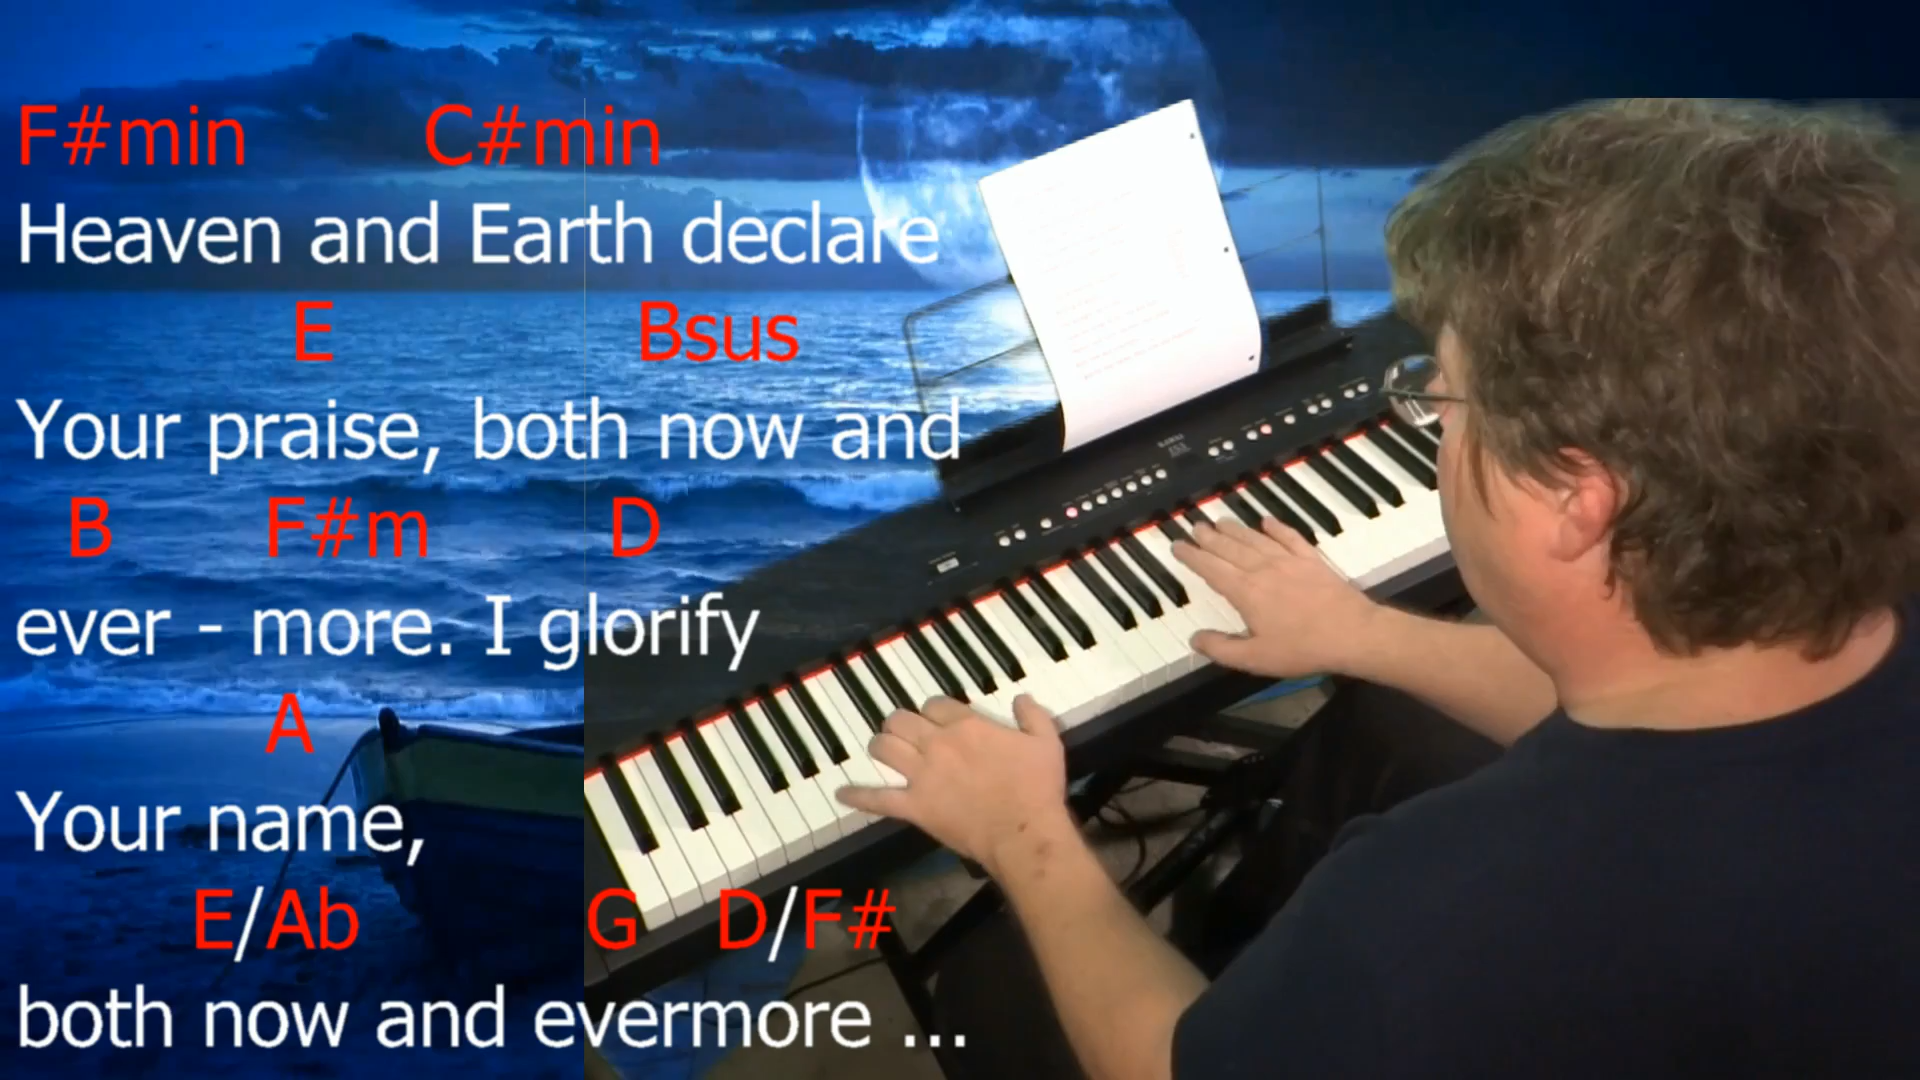 F#min C#min
Heaven and Earth declare
E Bsus
Your praise, both now and
B F#m D
ever - more. I glorify
A
Your name,
E/Ab G D/F#
both now and evermore ...